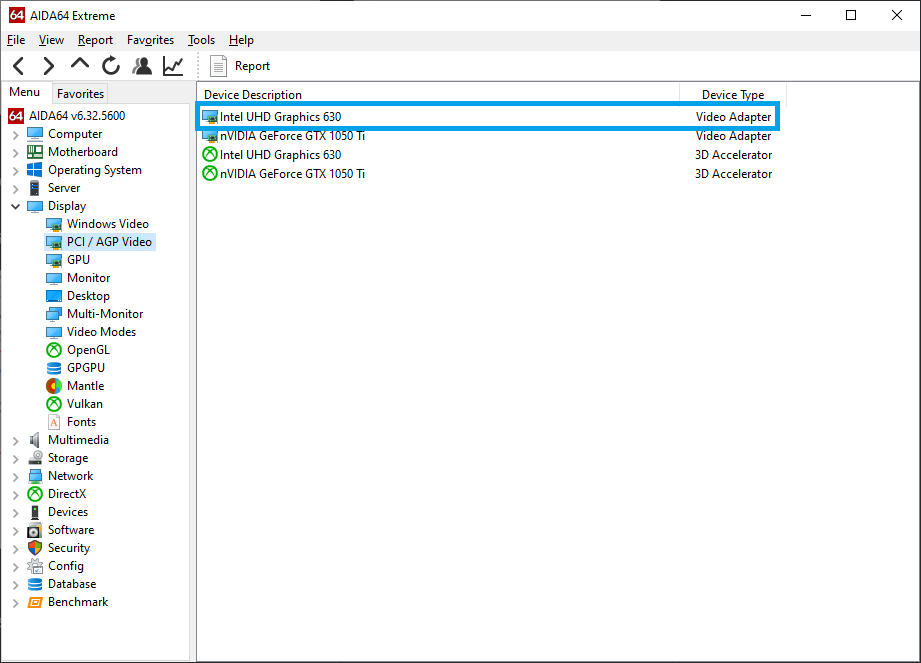 64 AIDA64 Extreme
File View Report Favorites Tools Help
Report
Menu Favorites
64 AIDA64 v6.32.5600
Computer
Motherboard
Operating System
Server
Display
Windows Video
PCI / AGP Video
GPU
Monitor
Desktop
Multi-Monitor
Video Modes
OpenGL
GPGPU
Mantle
Vulkan
A Fonts
Multimedia
Storage
Network
DirectX
Devices
Software
Security
Config
Database
Benchmark
Device Description Device Type
Intel UHD Graphics 630 Video Adapter
nVIDIA GeForce GTX 1050 Ti Video Adapter
Intel UHD Graphics 630 3D Accelerator
nVIDIA GeForce GTX 1050 Ti 3D Accelerator